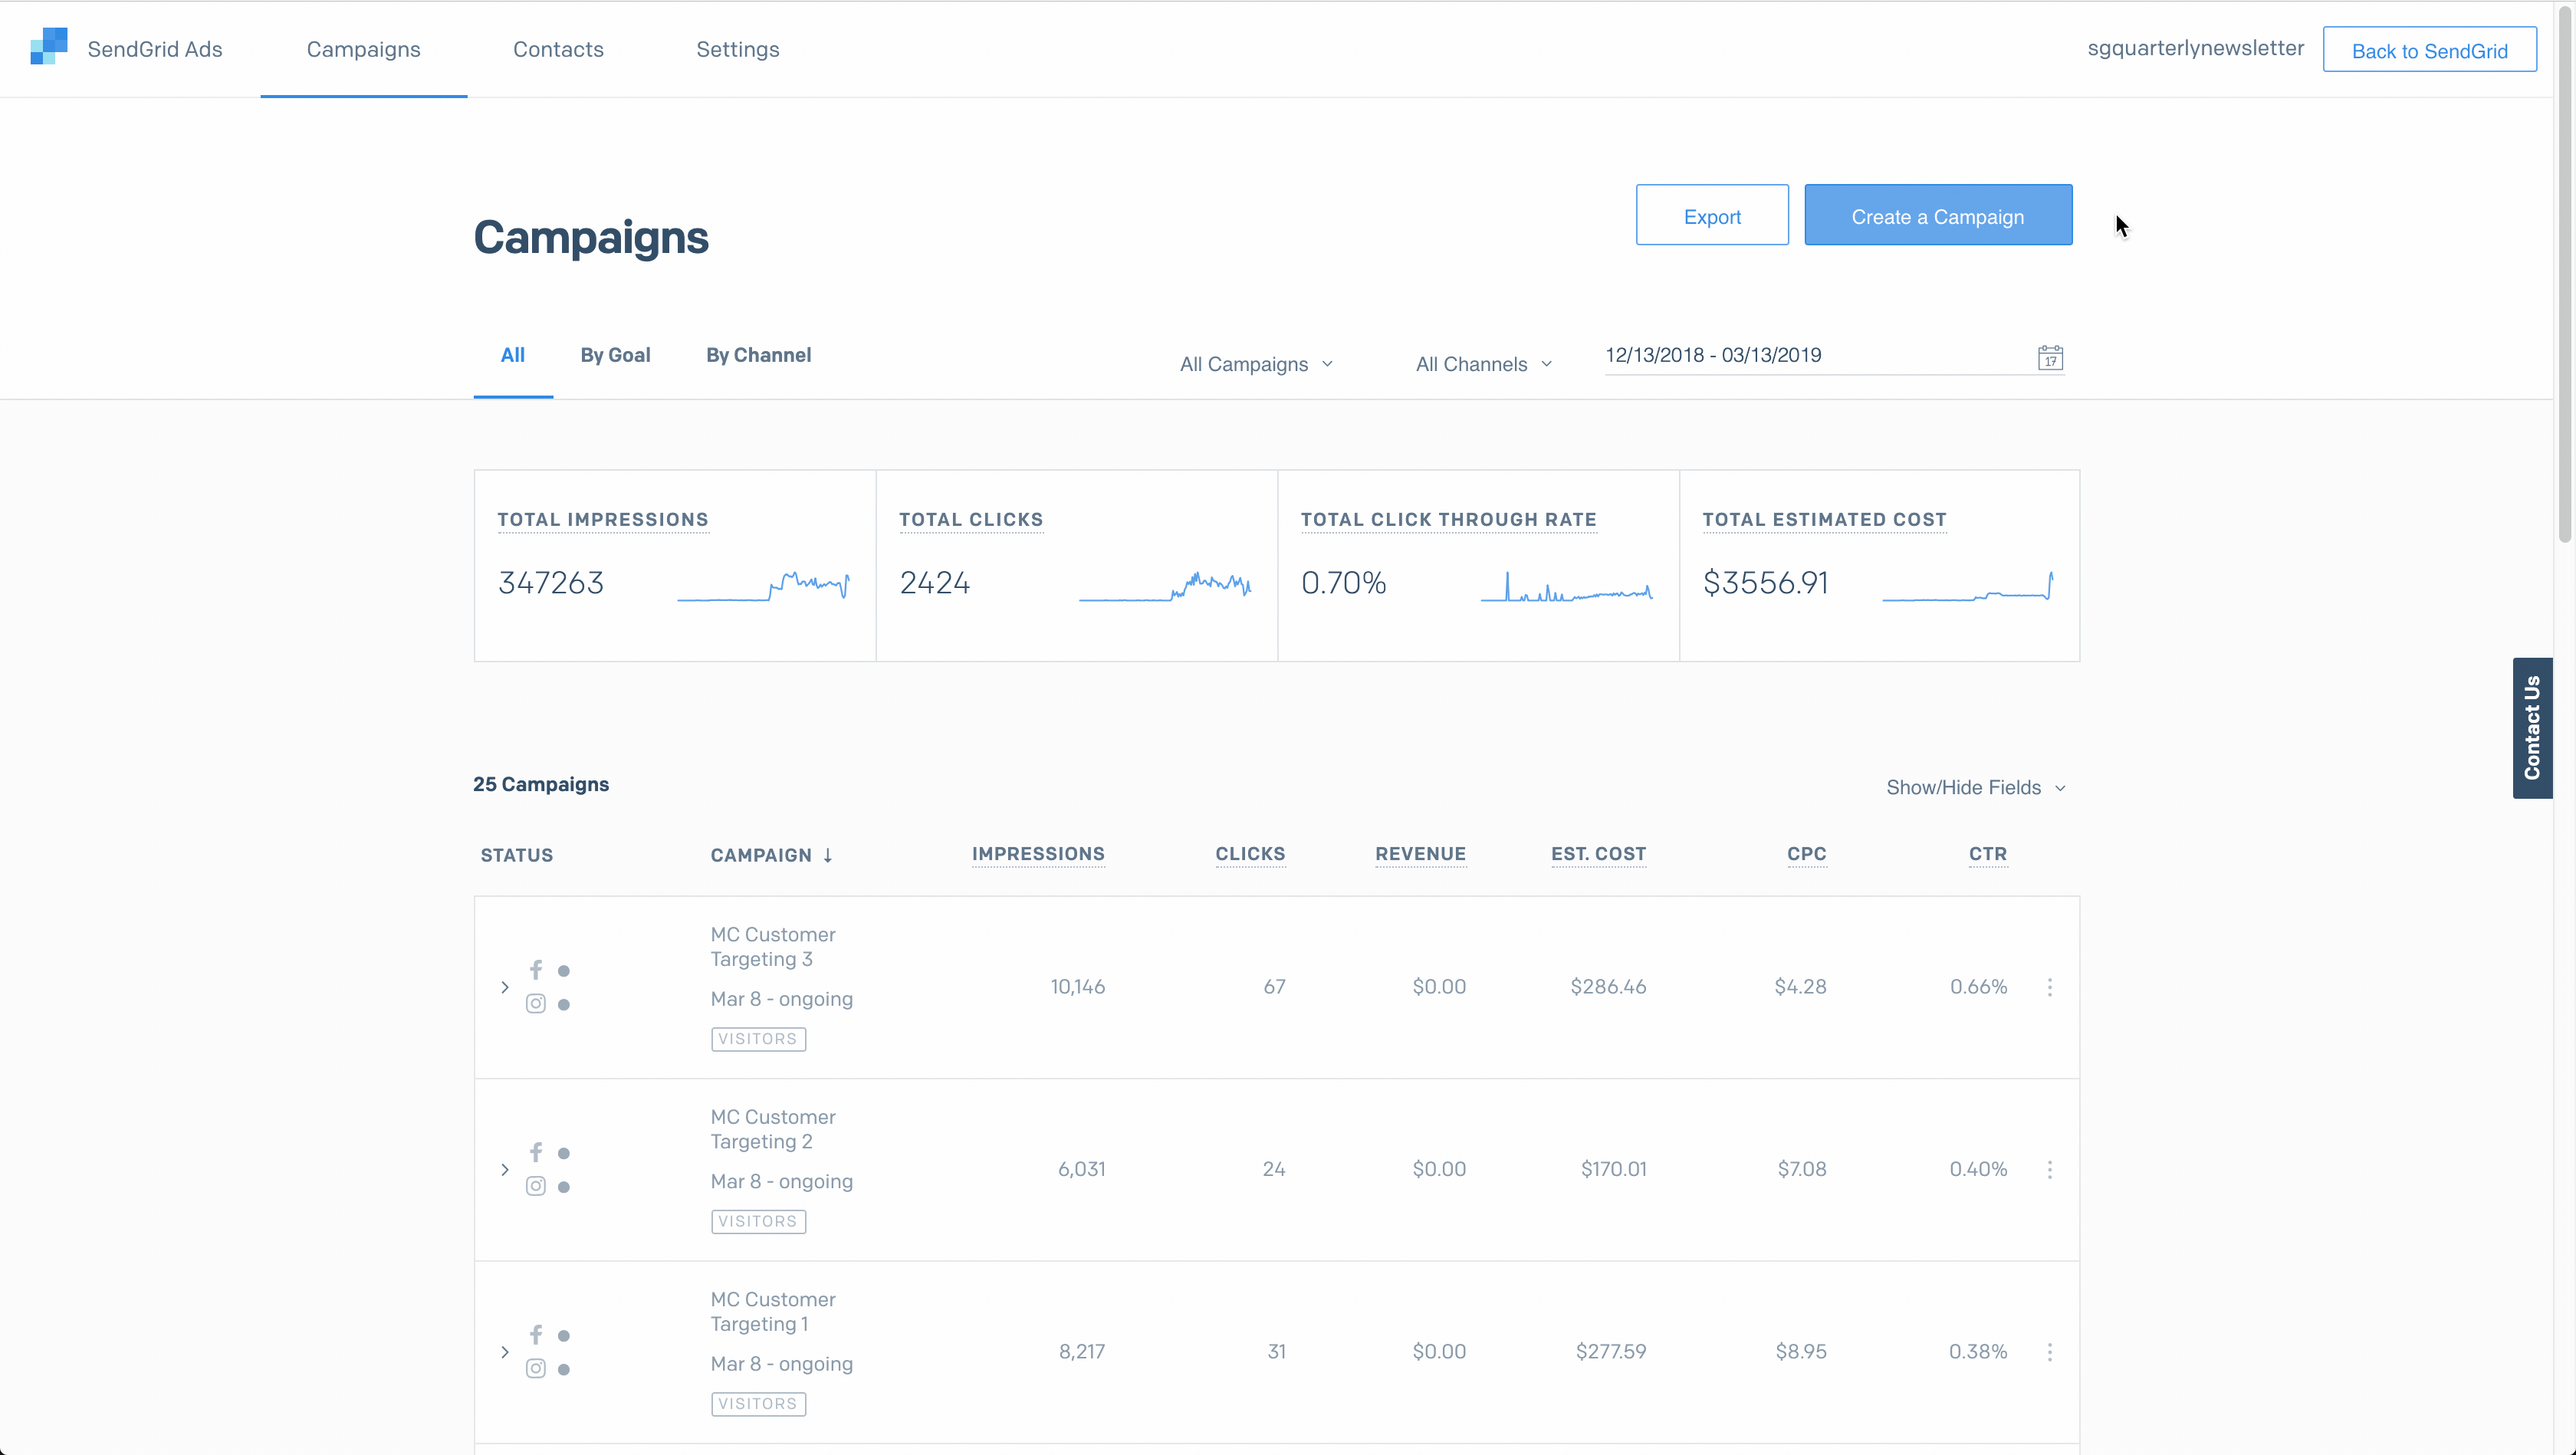 SendGrid Ads
Campaigns
Contacts
Settings
sgquarterlynewsletter
Back to SendGrid
Campaigns
Export
Create a Campaign
All
By Goal
By Channel
All Campaigns
All Channels
12/13/2018 - 03/13/2019
17
TOTAL IMPRESSIONS
347263
TOTAL CLICKS
2424
TOTAL CLICK THROUGH RATE
0.70%
TOTAL ESTIMATED COST
$3556.91
Contact Us
25 Campaigns
Show/Hide Fields
STATUS
CAMPAIGN ↓
IMPRESSIONS
CLICKS
REVENUE
EST. COST
CPC
CTR
MC Customer
Targeting 3
Mar 8 - ongoing
VISITORS
10,146
67
$0.00
$286.46
$4.28
0.66%
MC Customer
Targeting 2
Mar 8 - ongoing
VISITORS
6,031
24
$0.00
$170.01
$7.08
0.40%
MC Customer
Targeting 1
Mar 8 - ongoing
VISITORS
8,217
31
$0.00
$277.59
$8.95
0.38%